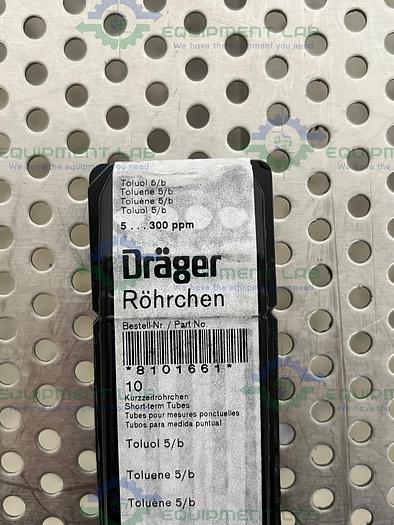 Toluol 5/b
Toluene 5/b
Toluène 5/b
Toluol 5/b
5 ... 300 ppm
Dräger
Röhrchen
Bestell-Nr. / Part No.
*8101661*
10
Kurzzeitröhrchen
Short-term Tubes
Tubes pour mesures ponctuelles
Tubos para medida puntual
Toluol 5/b
Toluene 5/b
Toluène 5/b
EQUIPMENT LAB
We have the equipment you need